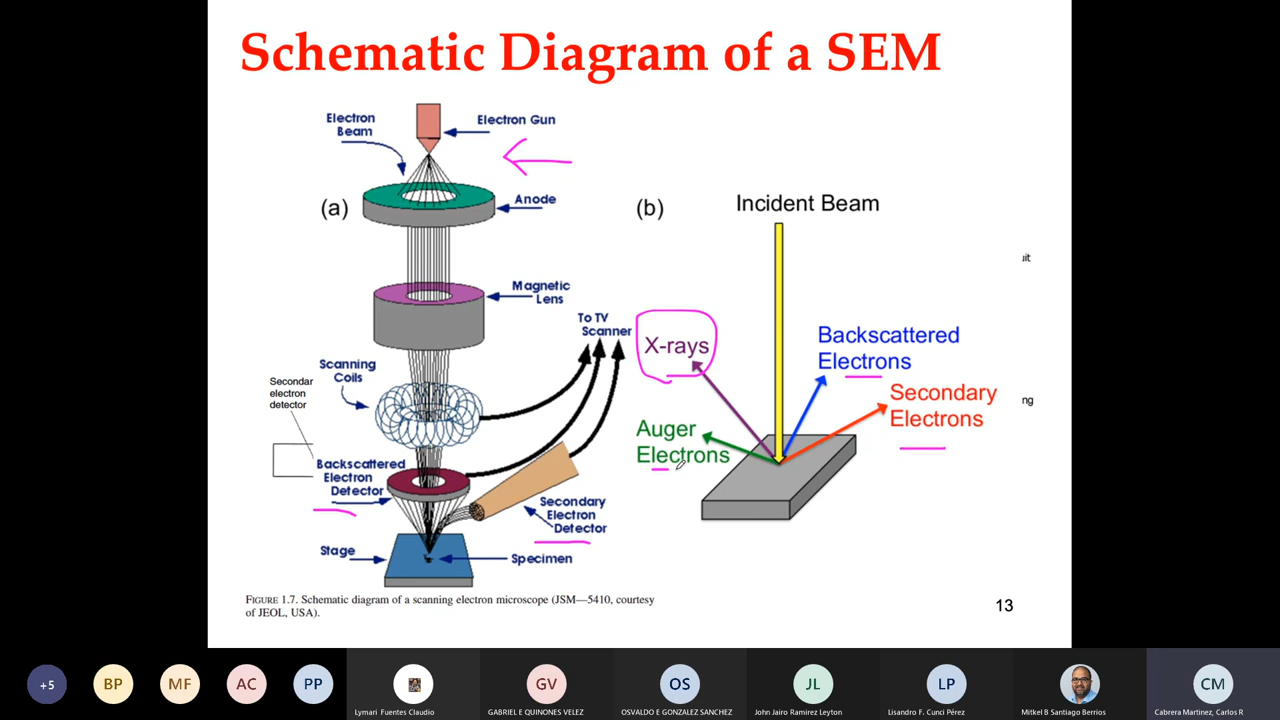 Schematic Diagram of a SEM
Electron
Beam
Electron Gun
(a)
Anode
Magnetic
Lens
To TV
Scanner
Scanning
Coils
Secondar
electron
detector
Backscattered
Electron
Detector
Secondary
Electron
Detector
Stage
Specimen
FIGURE 1.7. Schematic diagram of a scanning electron microscope (JSM—5410, courtesy
of JEOL, USA).
(b)
Incident Beam
uit
X-rays
Backscattered
Electrons
Secondary
Electrons
ng
Auger
Electrons
13
+5
BP
MF
AC
PP
Lymari Fuentes Claudio
GV
GABRIEL E QUINONES VELEZ
OS
OSVALDO E GONZALEZ SANCHEZ
JL
John Jairo Ramirez Leyton
LP
Lisandro F. Cunci Pérez
Mitkel B Santiago Berrios
CM
Cabrera Martinez, Carlos R